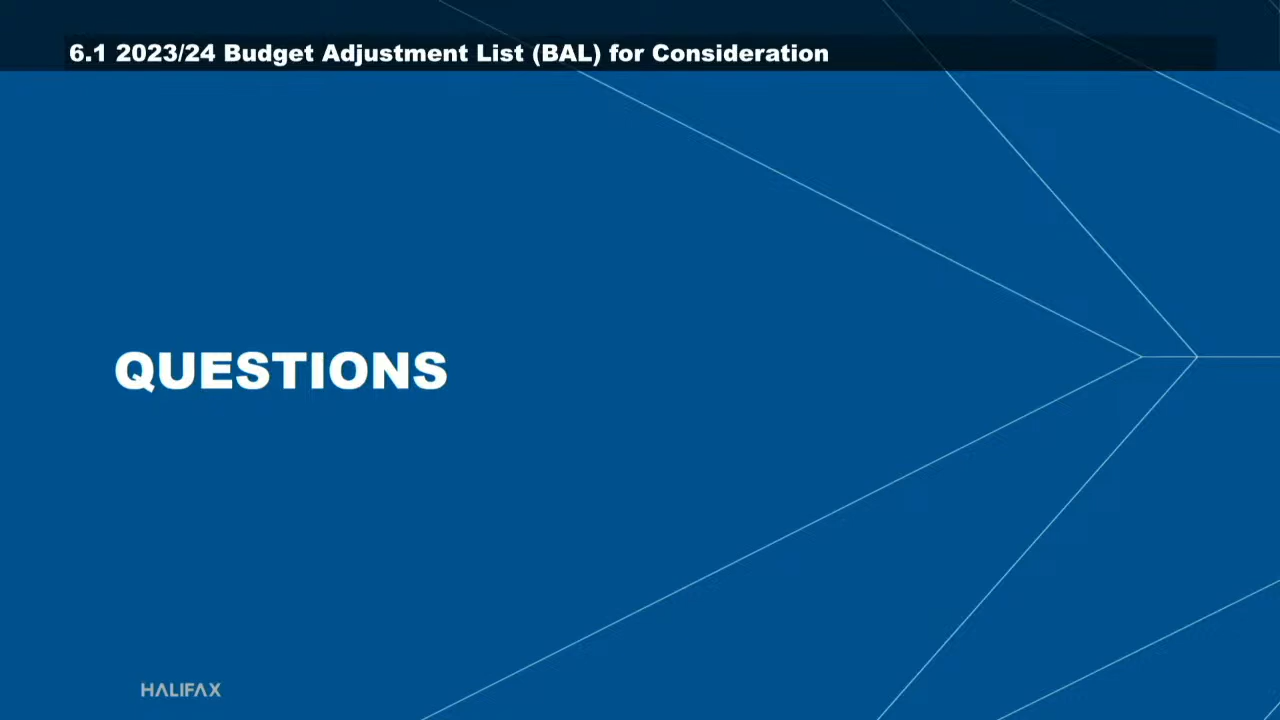 6.1 2023/24 Budget Adjustment List (BAL) for Consideration
QUESTIONS
HALIFAX